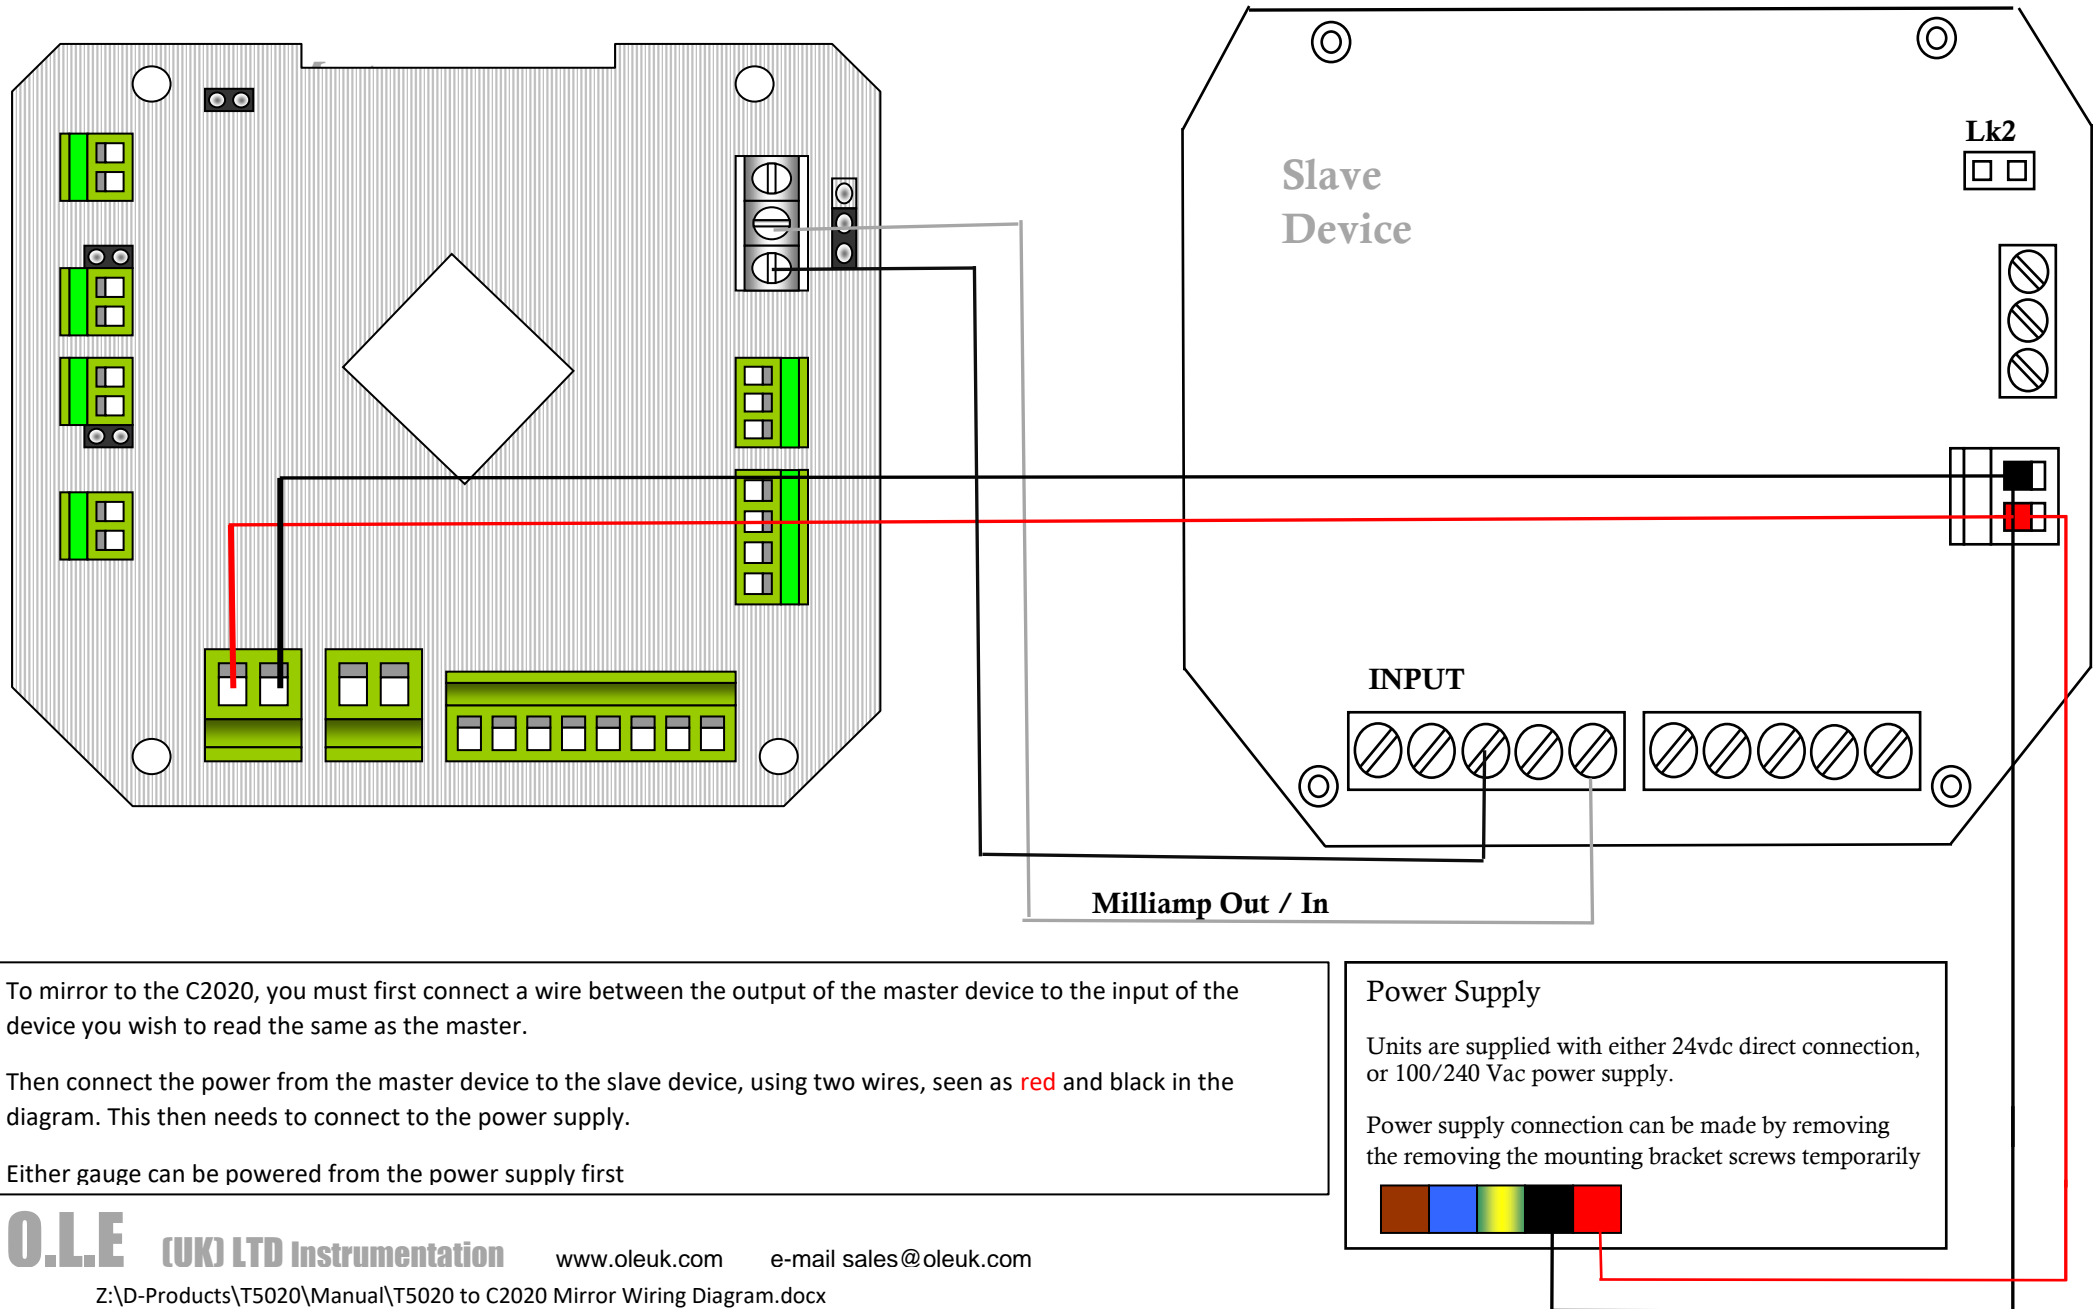 Slave
Device
Lk2
INPUT
Milliamp Out / In
To mirror to the C2020, you must first connect a wire between the output of the master device to the input of the
device you wish to read the same as the master.
Then connect the power from the master device to the slave device, using two wires, seen as red and black in the
diagram. This then needs to connect to the power supply.
Either gauge can be powered from the power supply first
Power Supply
Units are supplied with either 24vdc direct connection,
or 100/240 Vac power supply.
Power supply connection can be made by removing
the removing the mounting bracket screws temporarily
O.L.E (UK) LTD Instrumentation www.oleuk.com e-mail sales@oleuk.com
Z:\D-Products\T5020\Manual\T5020 to C2020 Mirror Wiring Diagram.docx